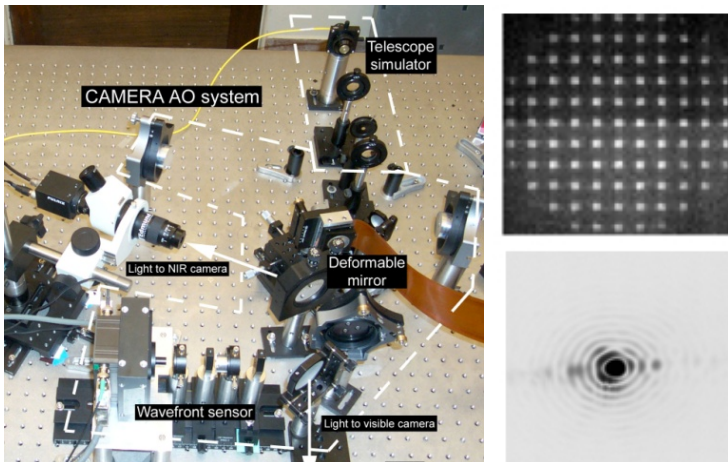 Telescope
simulator
CAMERA AO system
Light to NIR camera
Deformable
mirror
Wavefront sensor
Light to visible camera